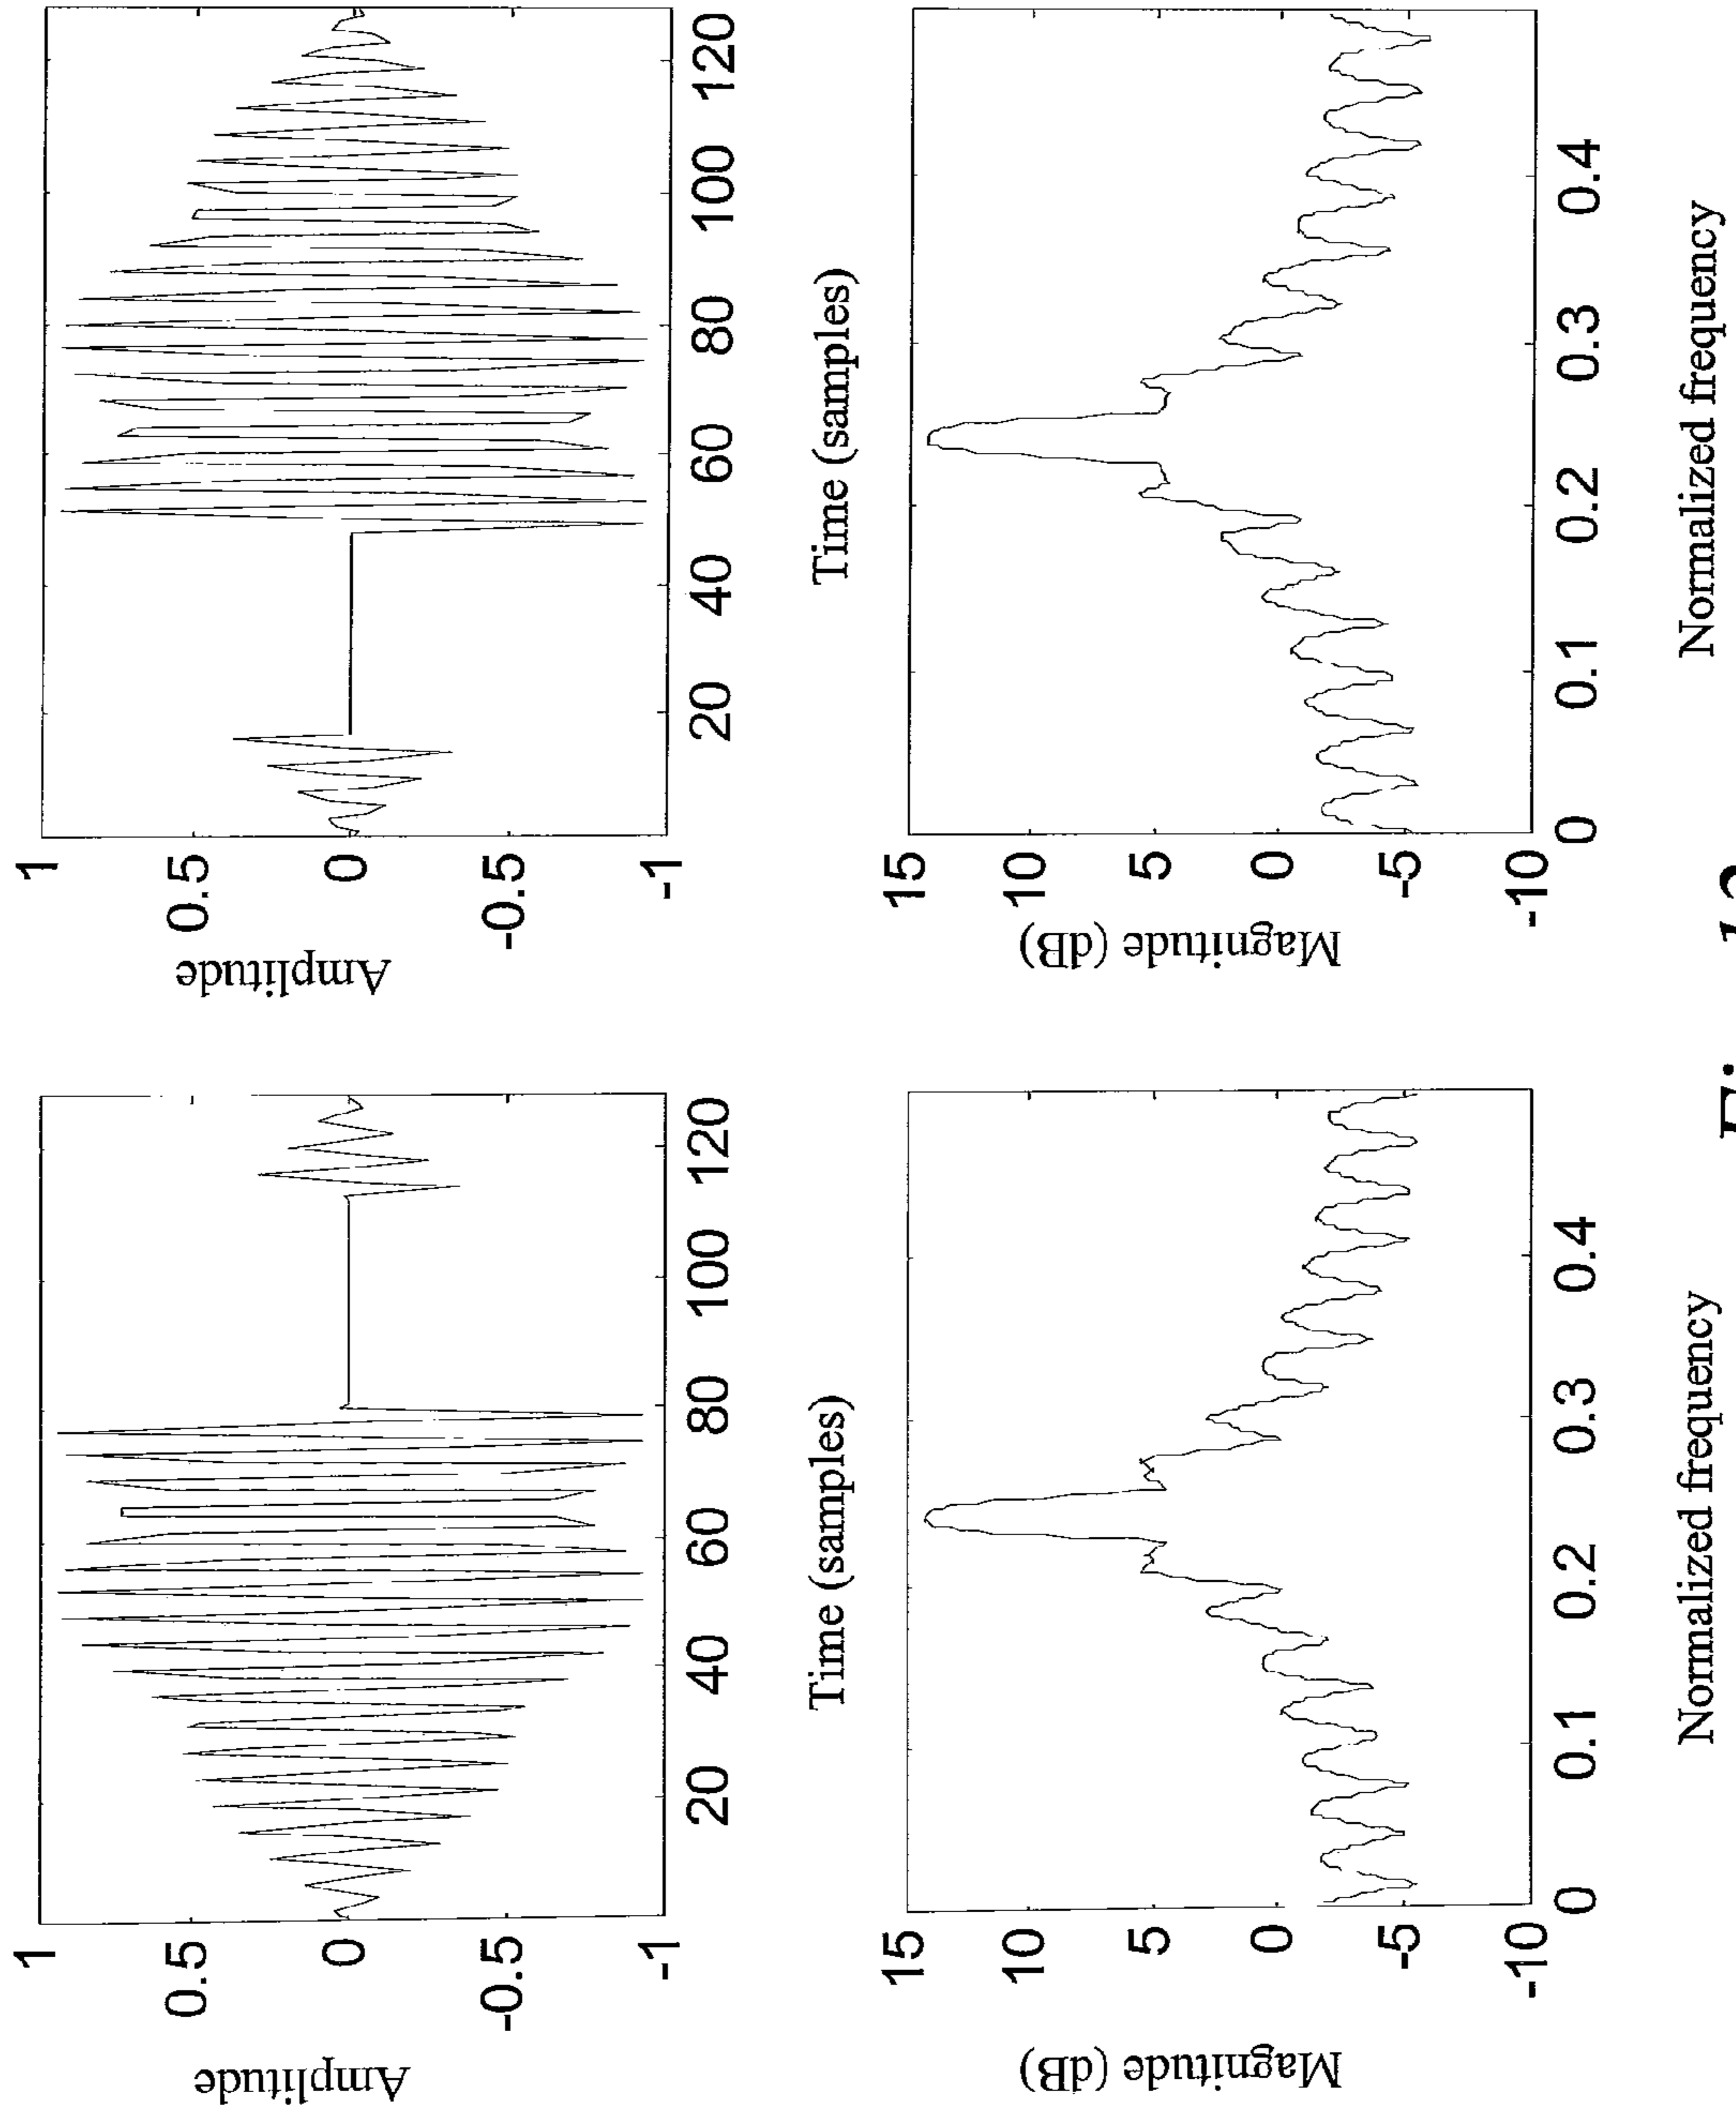 Amplitude
1
0.5
0
-0.5
-1
20 40 60 80 100 120
Time (samples)
Amplitude
1
0.5
0
-0.5
-1
20 40 60 80 100 120
Time (samples)
Magnitude (dB)
15
10
5
0
-5
-10
0 0.1 0.2 0.3 0.4
Normalized frequency
Magnitude (dB)
15
10
5
0
-5
-10
0 0.1 0.2 0.3 0.4
Normalized frequency